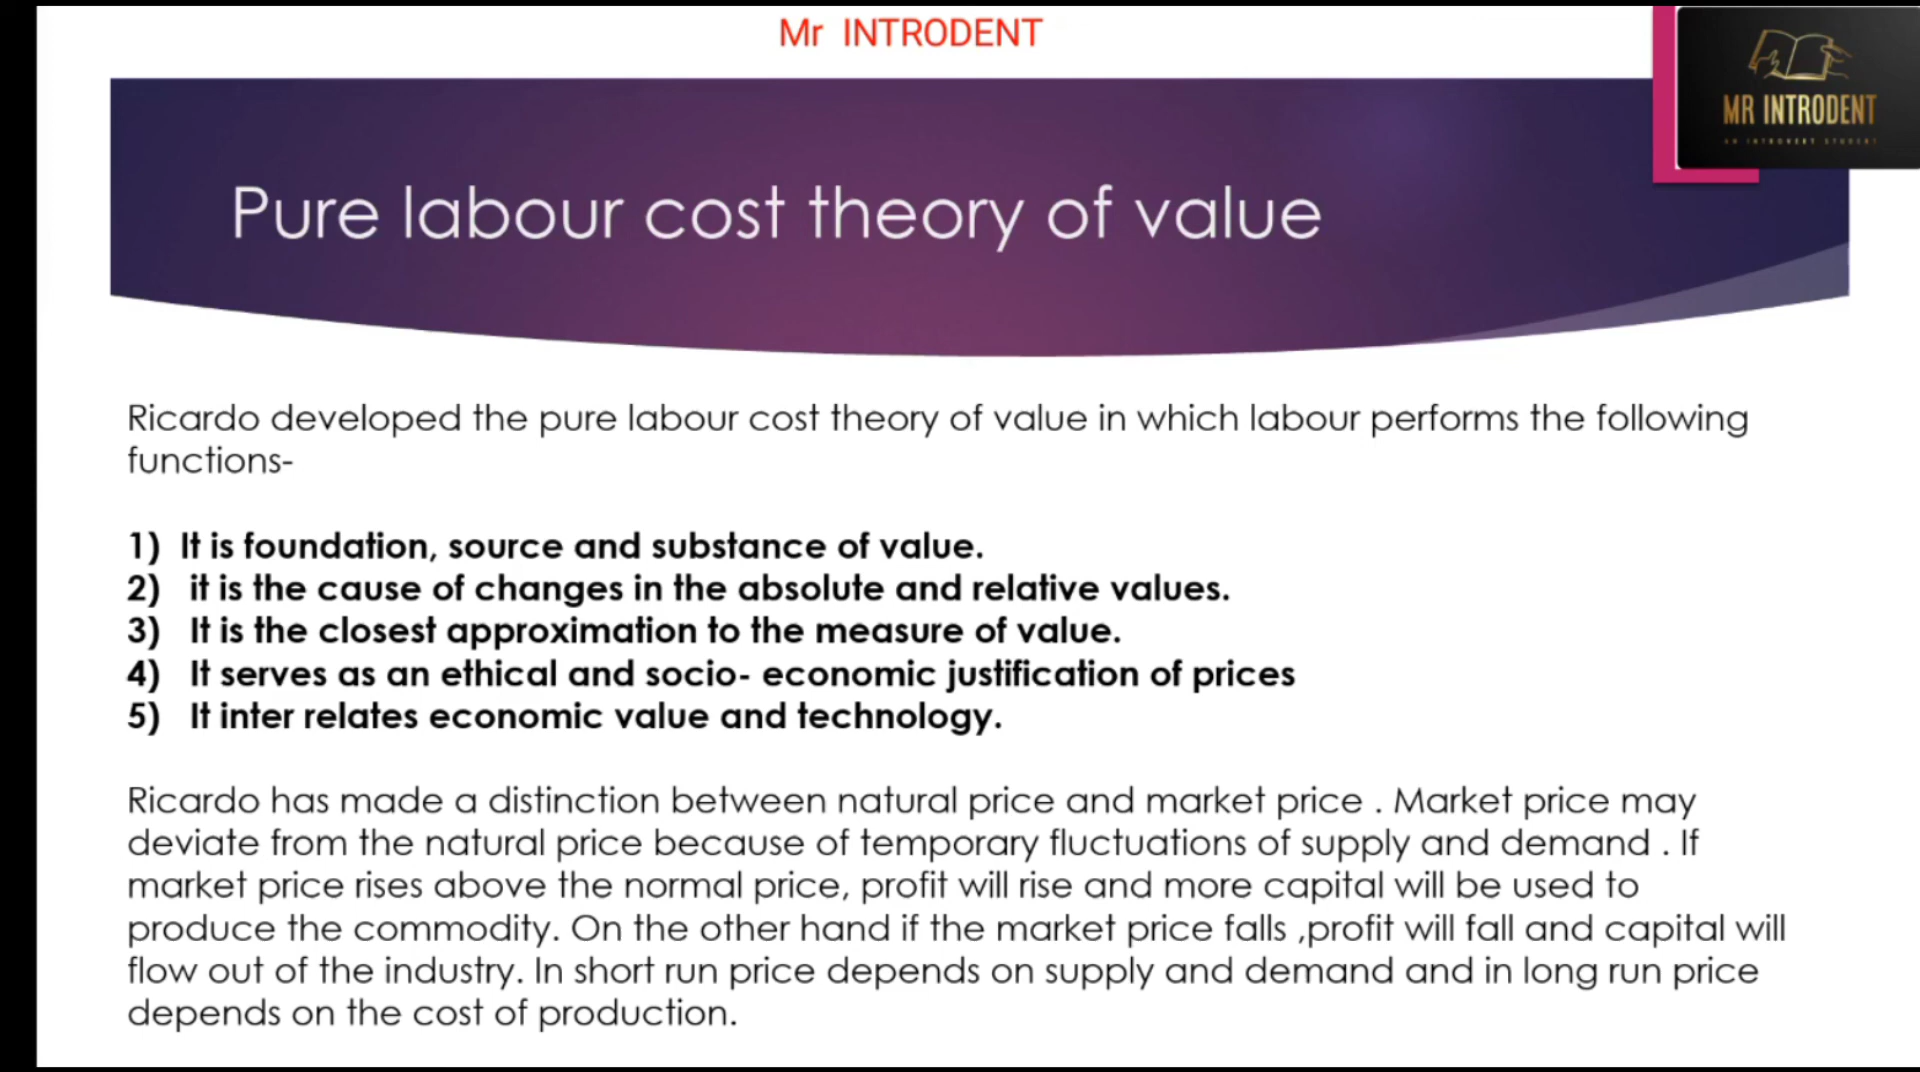 Mr INTRODENT
MR INTRODENT
AN INTROVERT STUDENT
Pure labour cost theory of value
Ricardo developed the pure labour cost theory of value in which labour performs the following
functions-
1) It is foundation, source and substance of value.
2) it is the cause of changes in the absolute and relative values.
3) It is the closest approximation to the measure of value.
4) It serves as an ethical and socio- economic justification of prices
5) It inter relates economic value and technology.
Ricardo has made a distinction between natural price and market price . Market price may
deviate from the natural price because of temporary fluctuations of supply and demand . If
market price rises above the normal price, profit will rise and more capital will be used to
produce the commodity. On the other hand if the market price falls ,profit will fall and capital will
flow out of the industry. In short run price depends on supply and demand and in long run price
depends on the cost of production.